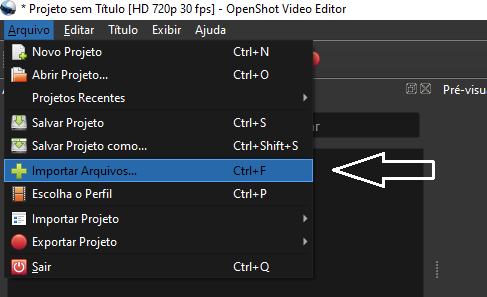 * Projeto sem Título [HD 720p 30 fps] - OpenShot Video Editor
Arquivo Editar Título Exibir Ajuda
Novo Projeto Ctrl+N
Abrir Projeto... Ctrl+O
Projetos Recentes
Pré-visu
Salvar Projeto Ctrl+S
Salvar Projeto como... Ctrl+Shift+S
Importar Arquivos... Ctrl+F
Escolha o Perfil Ctrl+P
Importar Projeto
Exportar Projeto
Sair Ctrl+Q